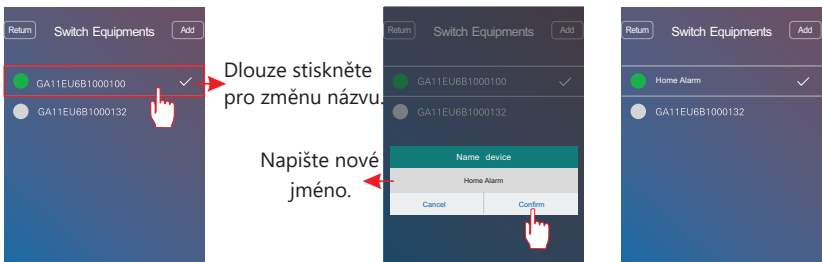 Return Switch Equipments Add
GA11EU6B1000100
GA11EU6B1000132
Dlouze stiskněte
pro změnu názvu.
Napište nové
jméno.
Return Switch Equipments Add
GA11EU6B1000100
GA11EU6B1000132
Name device
Home Alarm
Cancel Confirm
Return Switch Equipments Add
Home Alarm
GA11EU6B1000132